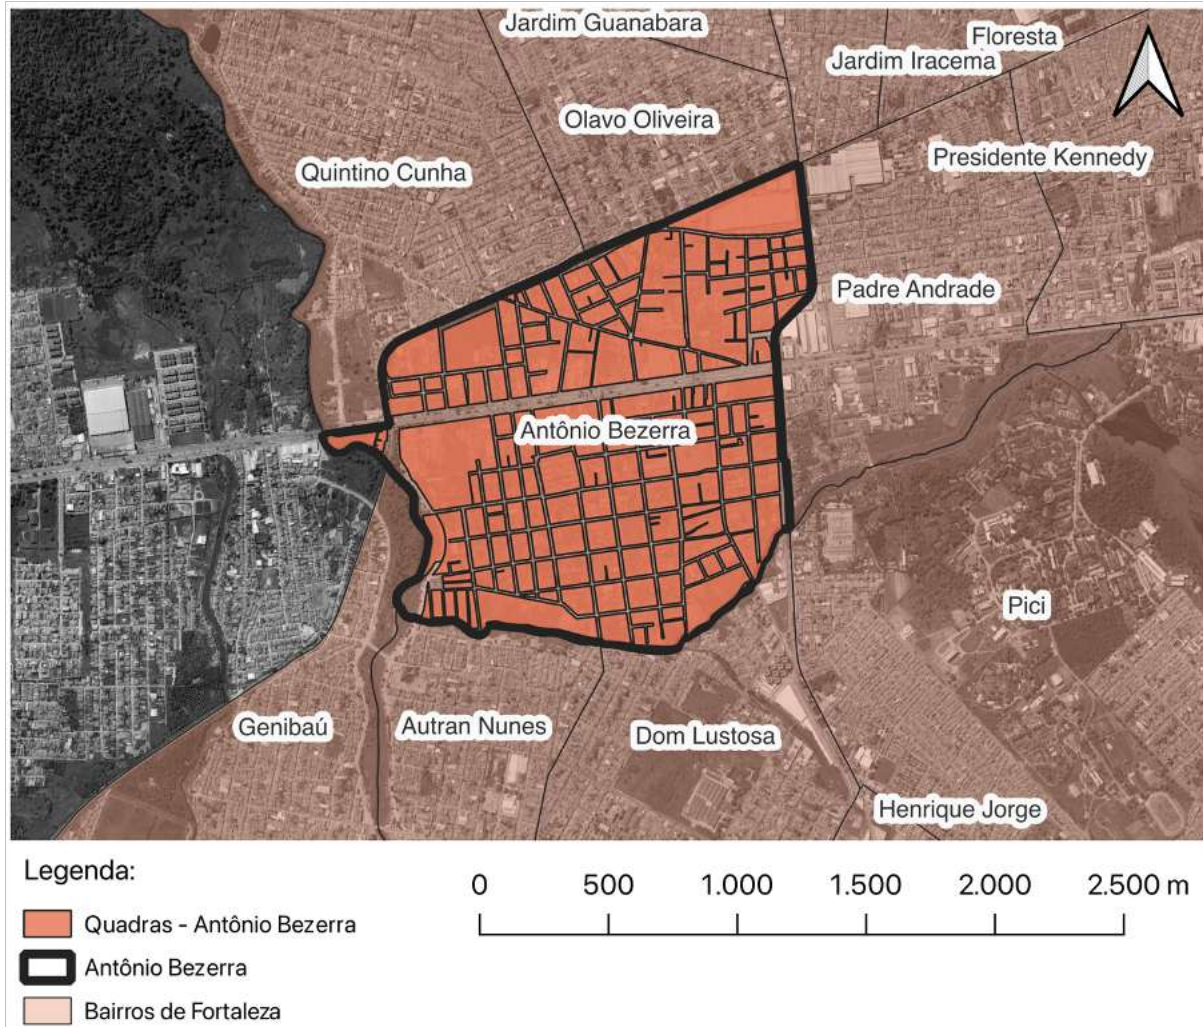 Jardim Guanabara
Floresta
Jardim Iracema
Olavo Oliveira
Presidente Kennedy
Quintino Cunha
Padre Andrade
Antônio Bezerra
Pici
Genibaú
Autran Nunes
Dom Lustosa
Henrique Jorge
Legenda:
Quadras - Antônio Bezerra
Antônio Bezerra
Bairros de Fortaleza
0 500 1.000 1.500 2.000 2.500 m